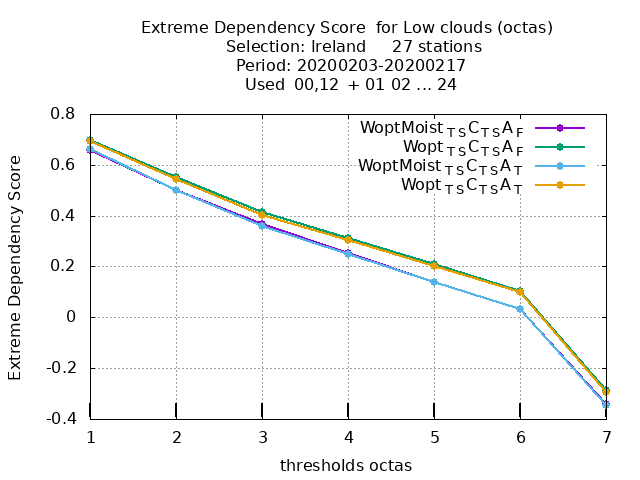 Extreme Dependency Score  for Low clouds (octas)
Selection: Ireland     27 stations
Period: 20200203-20200217
Used  00,12  + 01 02 ... 24
WoptMoist TS C TS A F
Wopt TS C TS A F
WoptMoist TS C TS A T
Wopt TS C TS A T
Extreme Dependency Score
0.8
0.6
0.4
0.2
0
-0.2
-0.4
1 2 3 4 5 6 7
thresholds octas